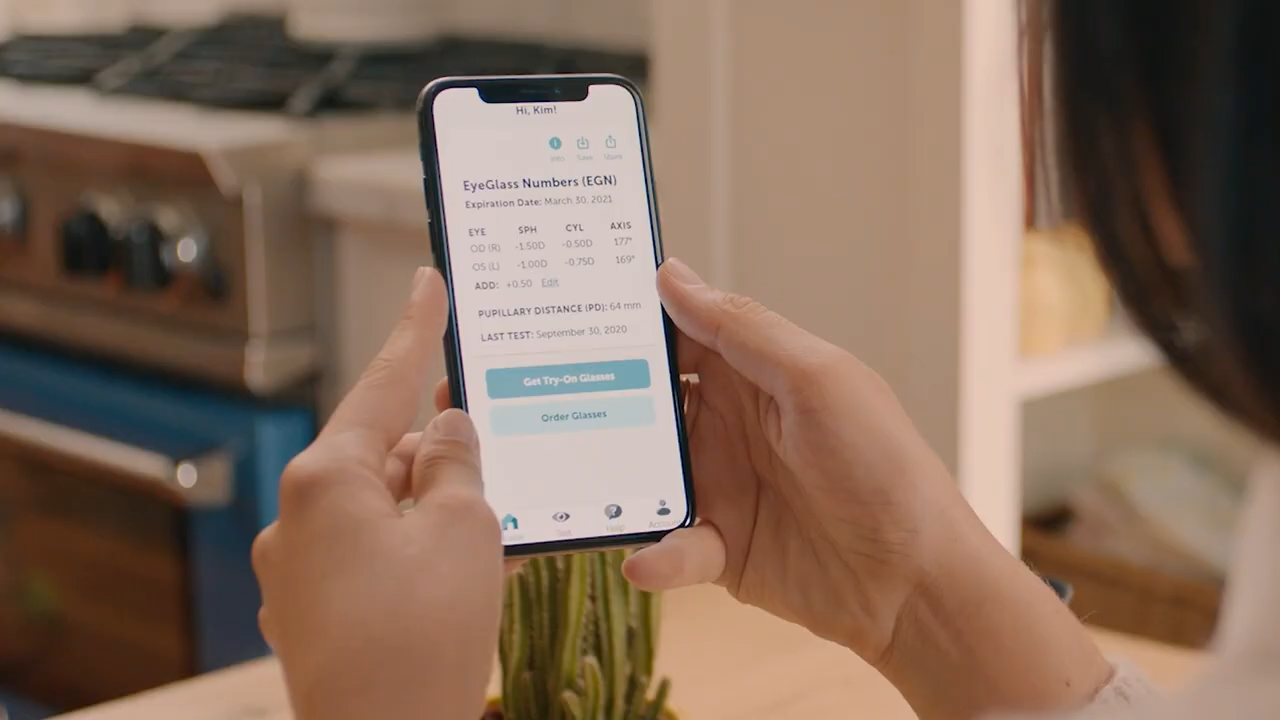 Hi, Kim!
Info Save Share
EyeGlass Numbers (EGN)
Expiration Date: March 30, 2021
EYE SPH CYL AXIS
OD (R) -1.50D -0.50D 177°
OS (L) -1.00D -0.75D 169°
ADD: +0.50 Edit
PUPILLARY DISTANCE (PD): 64 mm
LAST TEST: September 30, 2020
Get Try-On Glasses
Order Glasses
Test Help Account